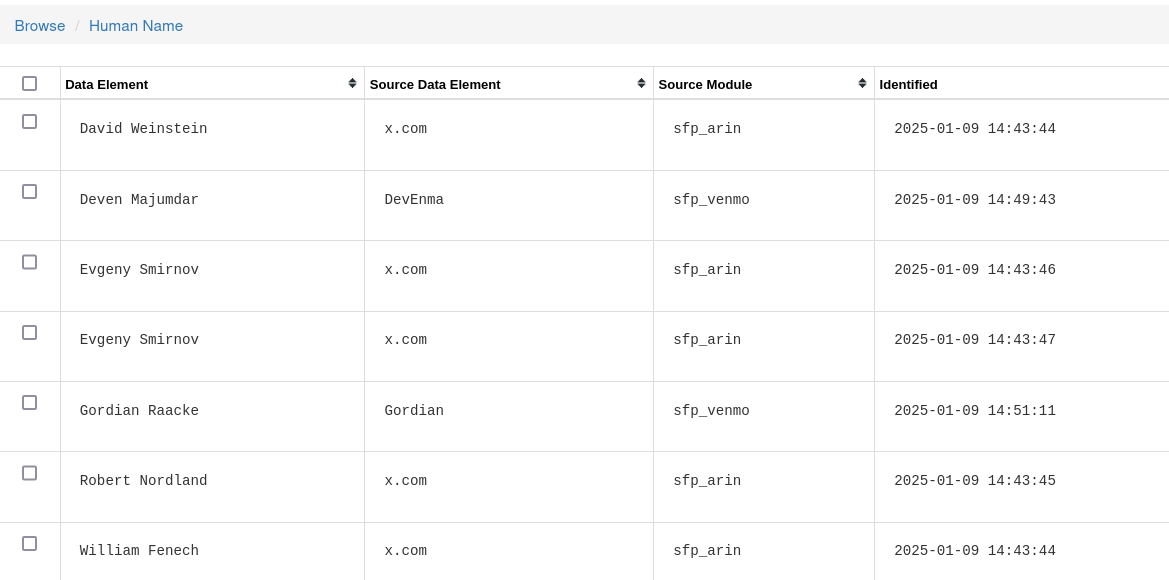 Browse / Human Name
Data Element Source Data Element Source Module Identified
David Weinstein x.com sfp_arin 2025-01-09 14:43:44
Deven Majumdar DevEnma sfp_venmo 2025-01-09 14:49:43
Evgeny Smirnov x.com sfp_arin 2025-01-09 14:43:46
Evgeny Smirnov x.com sfp_arin 2025-01-09 14:43:47
Gordian Raacke Gordian sfp_venmo 2025-01-09 14:51:11
Robert Nordland x.com sfp_arin 2025-01-09 14:43:45
William Fenech x.com sfp_arin 2025-01-09 14:43:44